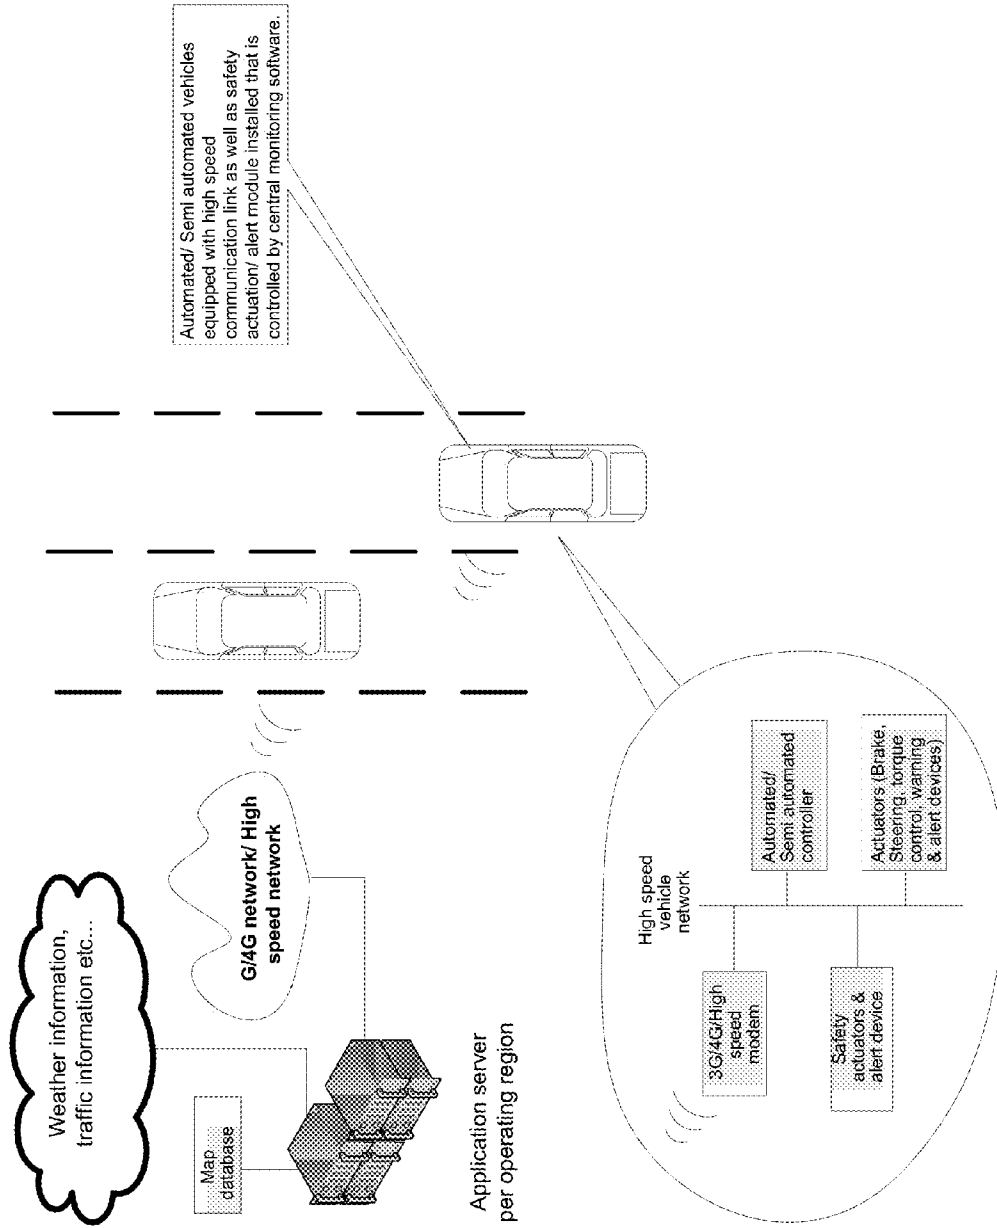 Weather information,
traffic information etc...
Map
database
G/4G network/ High
speed network
Application server
per operating region
Automated/ Semi automated vehicles
equipped with high speed
communication link as well as safety
actuation/ alert module installed that is
controlled by central monitoring software.
High speed
vehicle
network
3G/4G/High
speed
modem
Automated/
Semi automated
controller
Safety
actuators &
alert device
Actuators (Brake,
Steering, torque
control, warning
& alert devices)